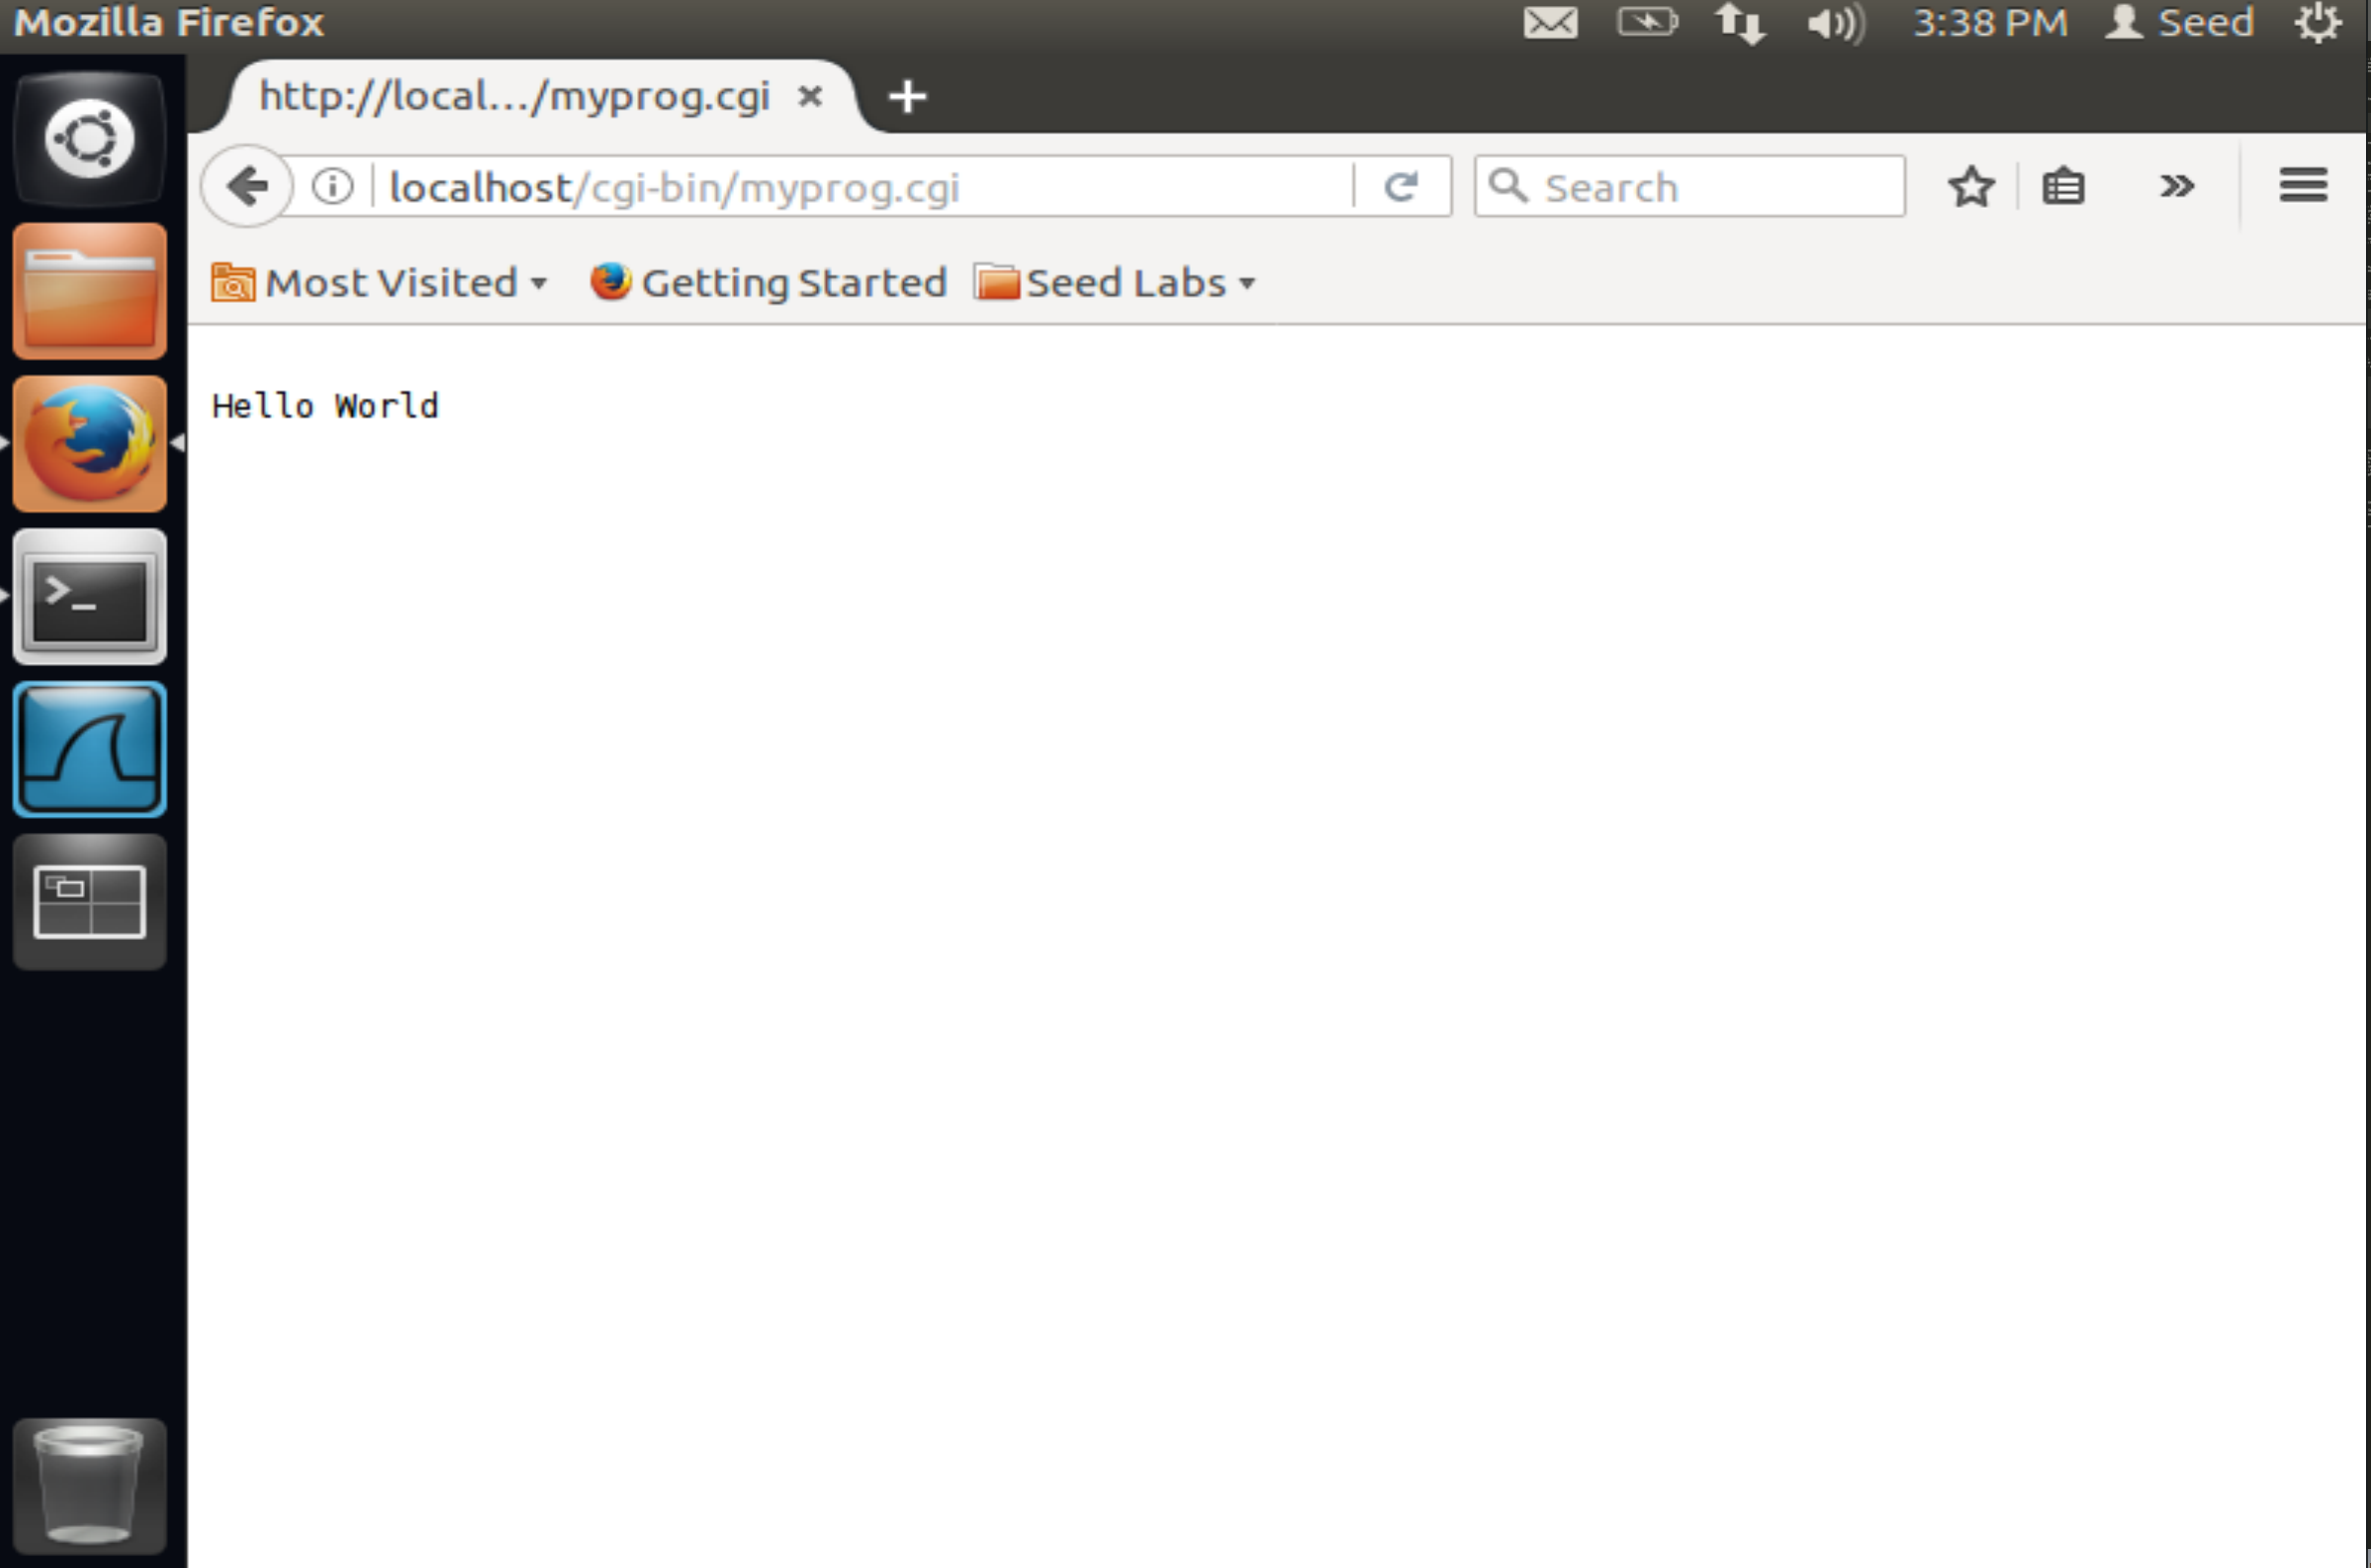 Mozilla Firefox 3:38 PM Seed
http://local.../myprog.cgi
localhost/cgi-bin/myprog.cgi Search
Most Visited Getting Started Seed Labs
Hello World